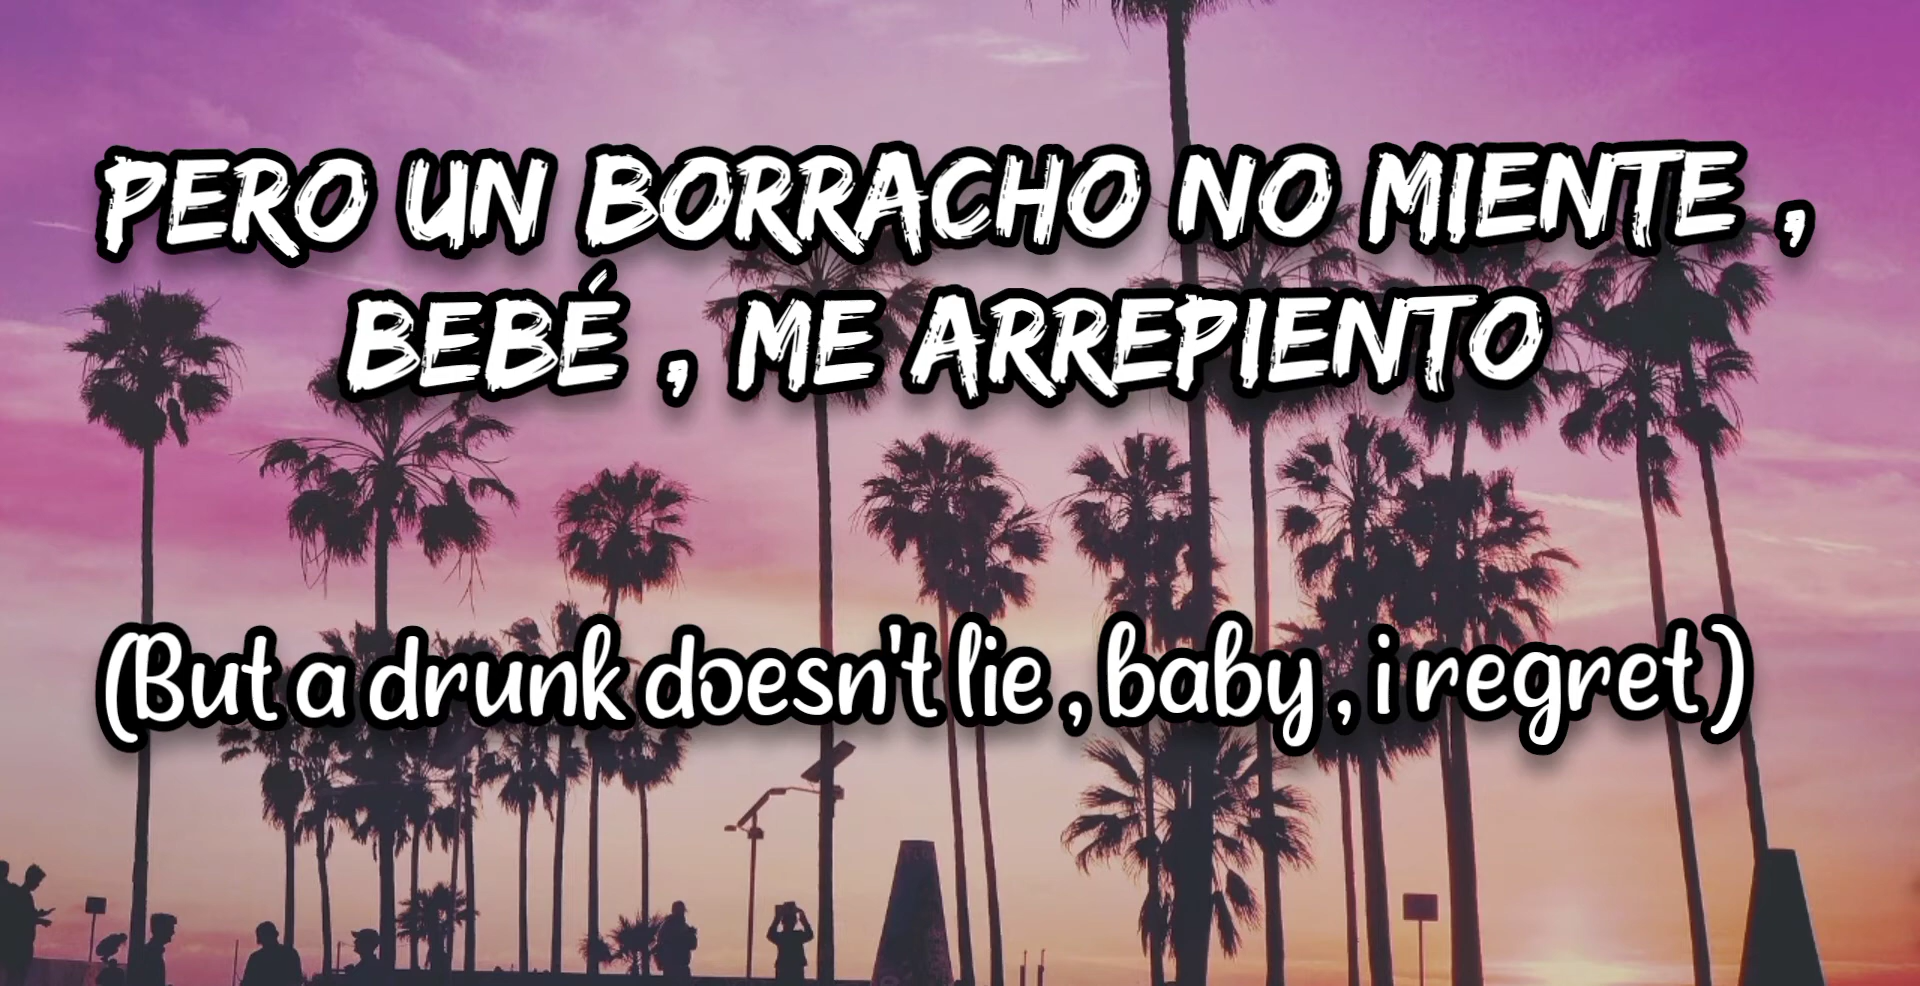 PERO UN BORRACHO NO MIENTE ,
BEBÉ , ME ARREPIENTO
(But a drunk doesn't lie , baby , i regret )